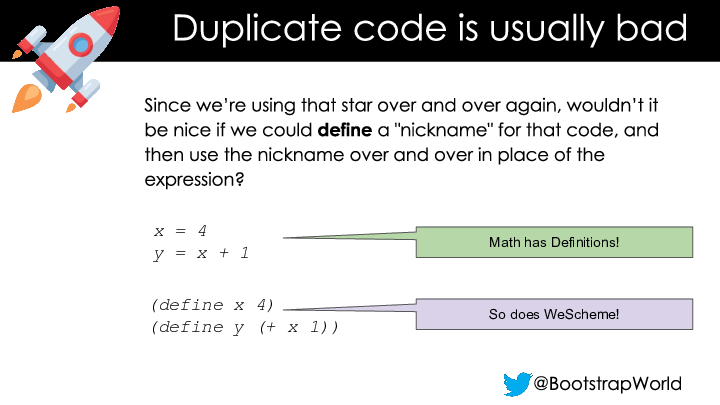 Duplicate code is usually bad
Since we’re using that star over and over again, wouldn’t it
be nice if we could define a "nickname" for that code, and
then use the nickname over and over in place of the
expression?
x = 4
y = x + 1
Math has Definitions!
(define x 4)
(define y (+ x 1))
So does WeScheme!
@BootstrapWorld